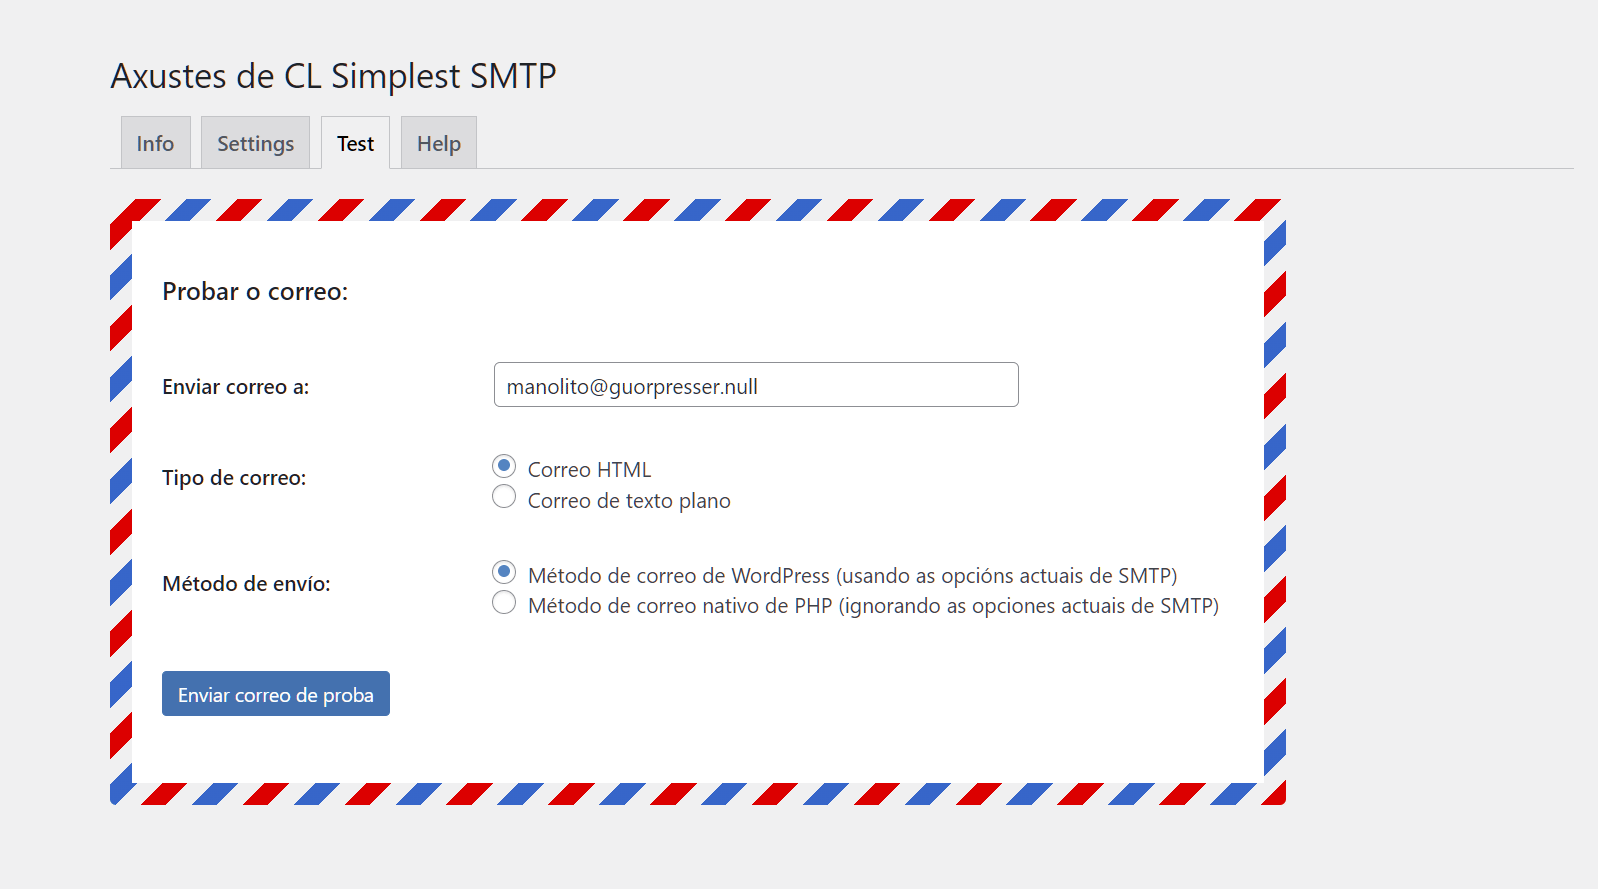 Axustes de CL Simplest SMTP
Info Settings Test Help
Probar o correo:
Enviar correo a: manolito@guorpresser.null
Tipo de correo: Correo HTML
Correo de texto plano
Método de envío: Método de correo de WordPress (usando as opcións actuais de SMTP)
Método de correo nativo de PHP (ignorando as opciones actuais de SMTP)
Enviar correo de proba